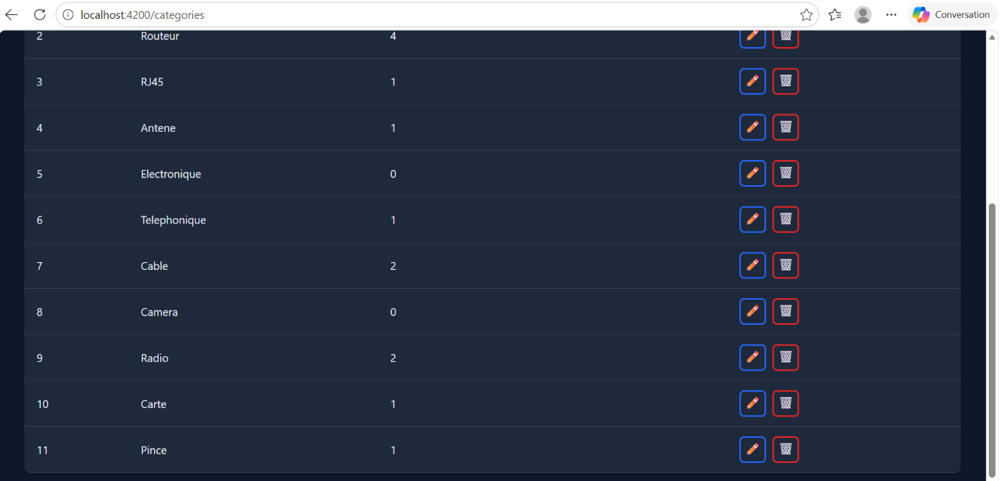 localhost:4200/categories
Conversation
2 Routeur 4
3 RJ45 1
4 Antene 1
5 Electronique 0
6 Telephonique 1
7 Cable 2
8 Camera 0
9 Radio 2
10 Carte 1
11 Pince 1